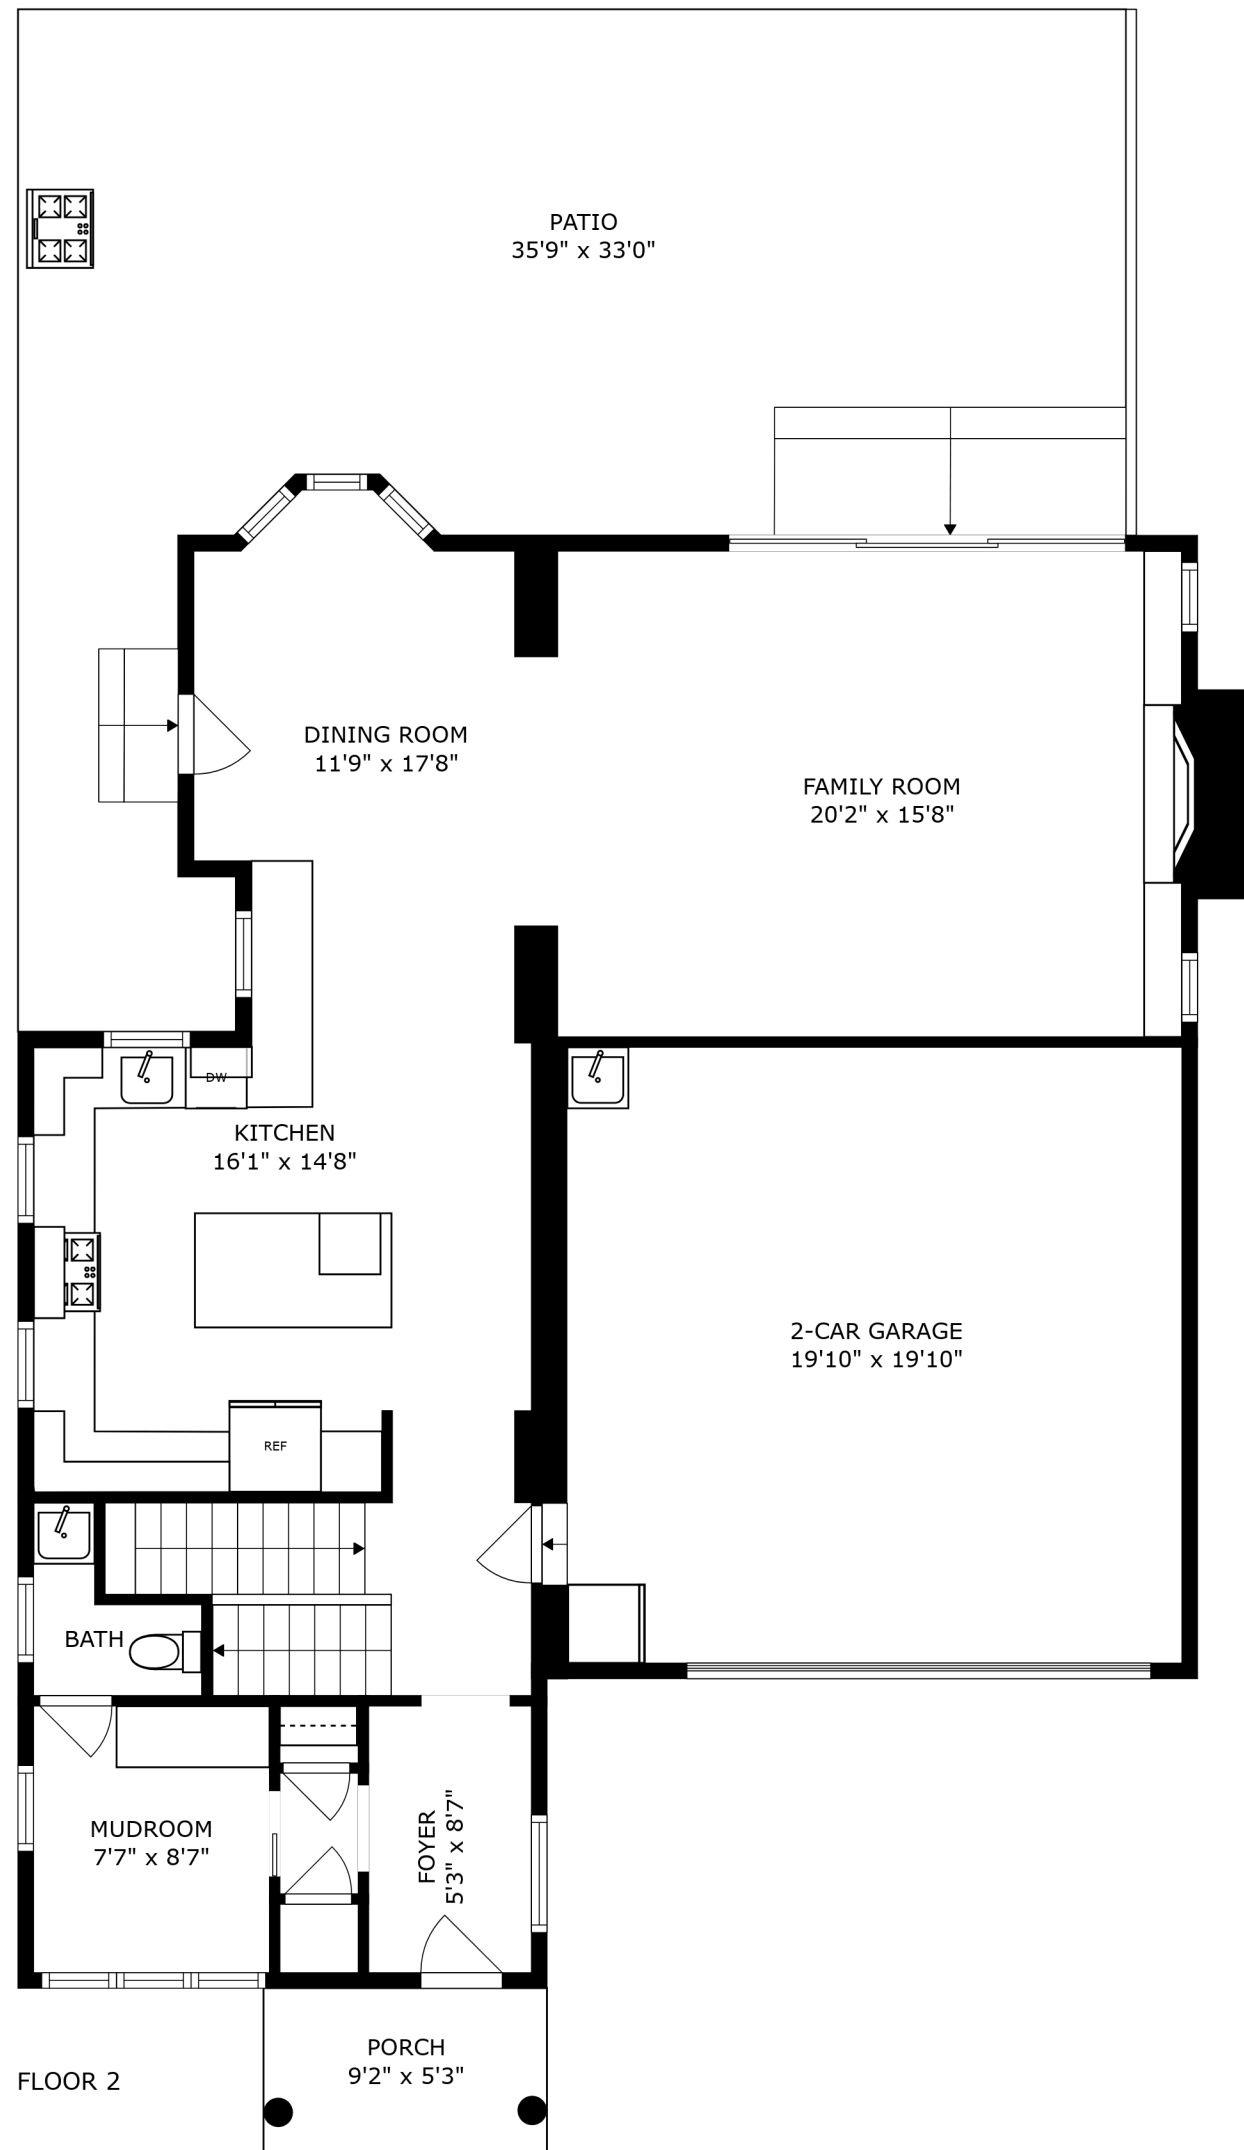 PATIO
35'9" x 33'0"
DINING ROOM
11'9" x 17'8"
FAMILY ROOM
20'2" x 15'8"
DW
KITCHEN
16'1" x 14'8"
2-CAR GARAGE
19'10" x 19'10"
REF
BATH
MUDROOM
7'7" x 8'7"
FOYER
5'3" x 8'7"
PORCH
9'2" x 5'3"
FLOOR 2